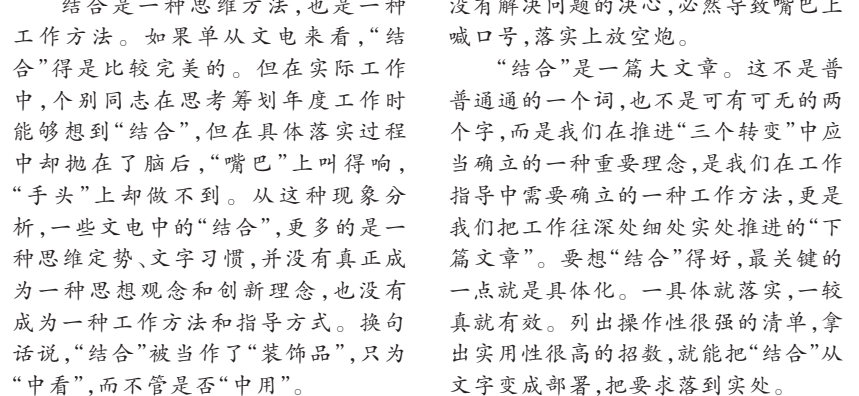 结合是一种思维方法,也是一种
工作方法。如果单从文电来看,“结
合”得是比较完美的。但在实际工作
中,个别同志在思考筹划年度工作时
能够想到“结合”,但在具体落实过程
中却抛在了脑后,“嘴巴”上叫得响,
“手头”上却做不到。从这种现象分
析,一些文电中的“结合”,更多的是一
种思维定势、文字习惯,并没有真正成
为一种思想观念和创新理念,也没有
成为一种工作方法和指导方式。换句
话说,“结合”被当作了“装饰品”,只为
“中看”,而不管是否“中用”。
没有解决问题的决心,必然导致嘴巴上
喊口号,落实上放空炮。
“结合”是一篇大文章。这不是普
普通通的一个词,也不是可有可无的两
个字,而是我们在推进“三个转变”中应
当确立的一种重要理念,是我们在工作
指导中需要确立的一种工作方法,更是
我们把工作往深处细处实处推进的“下
篇文章”。要想“结合”得好,最关键的
一点就是具体化。一具体就落实,一较
真就有效。列出操作性很强的清单,拿
出实用性很高的招数,就能把“结合”从
文字变成部署,把要求落到实处。